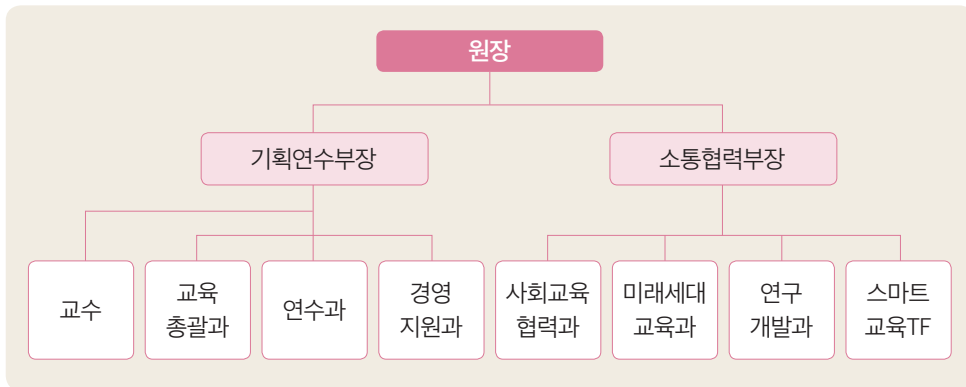 원장
기획연수부장
소통협력부장
교수
교육
총괄과
연수과
경영
지원과
사회교육
협력과
미래세대
교육과
연구
개발과
스마트
교육TF